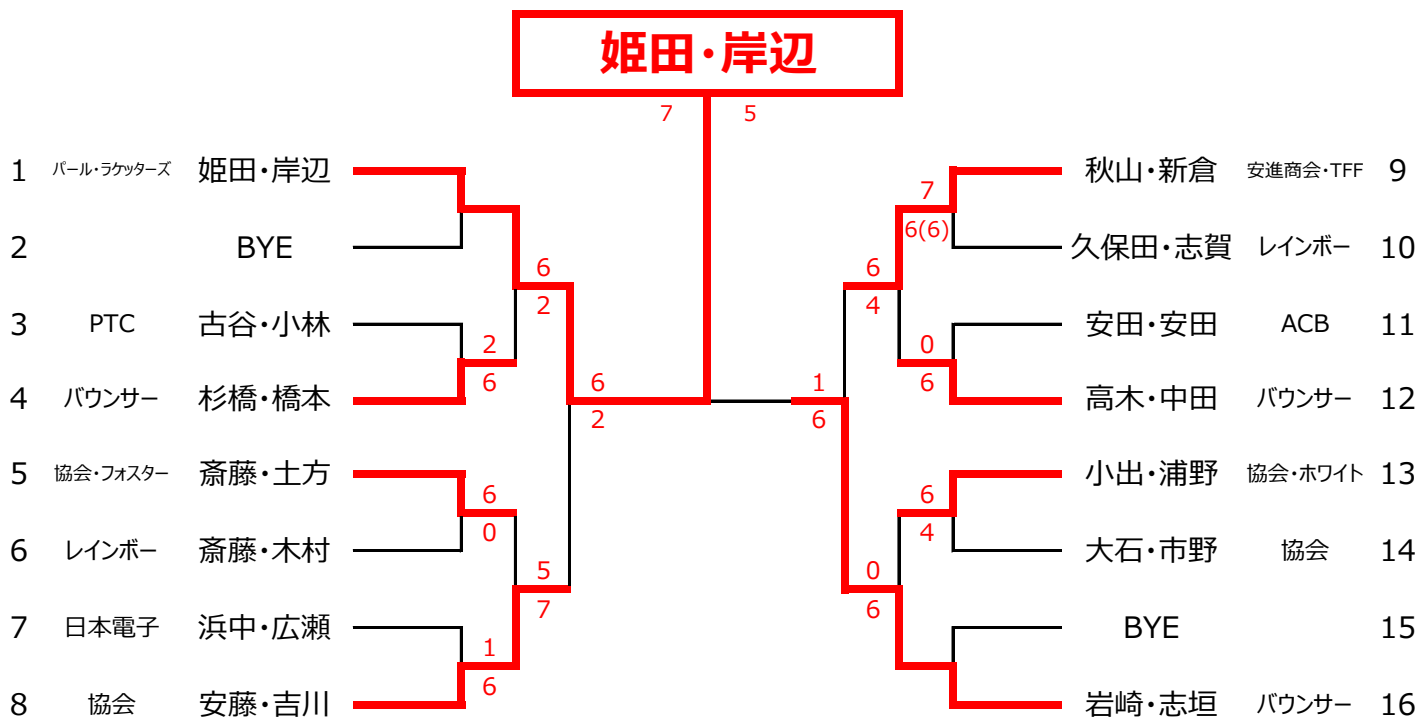 姫田・岸辺
7 5
1 パール・ラケッターズ 姫田・岸辺
秋山・新倉 安進商会・TFF 9
7
6(6)
2 BYE
久保田・志賀 レインボー 10
6
2
6
4
3 PTC 古谷・小林
安田・安田 ACB 11
2
6
0
6
4 バウンサー 杉橋・橋本
高木・中田 バウンサー 12
6
2
1
6
5 協会・フォスター 斎藤・土方
小出・浦野 協会・ホワイト 13
6
0
6
4
6 レインボー 斎藤・木村
大石・市野 協会 14
5
7
0
6
7 日本電子 浜中・広瀬
BYE 15
1
6
8 協会 安藤・吉川
岩崎・志垣 バウンサー 16